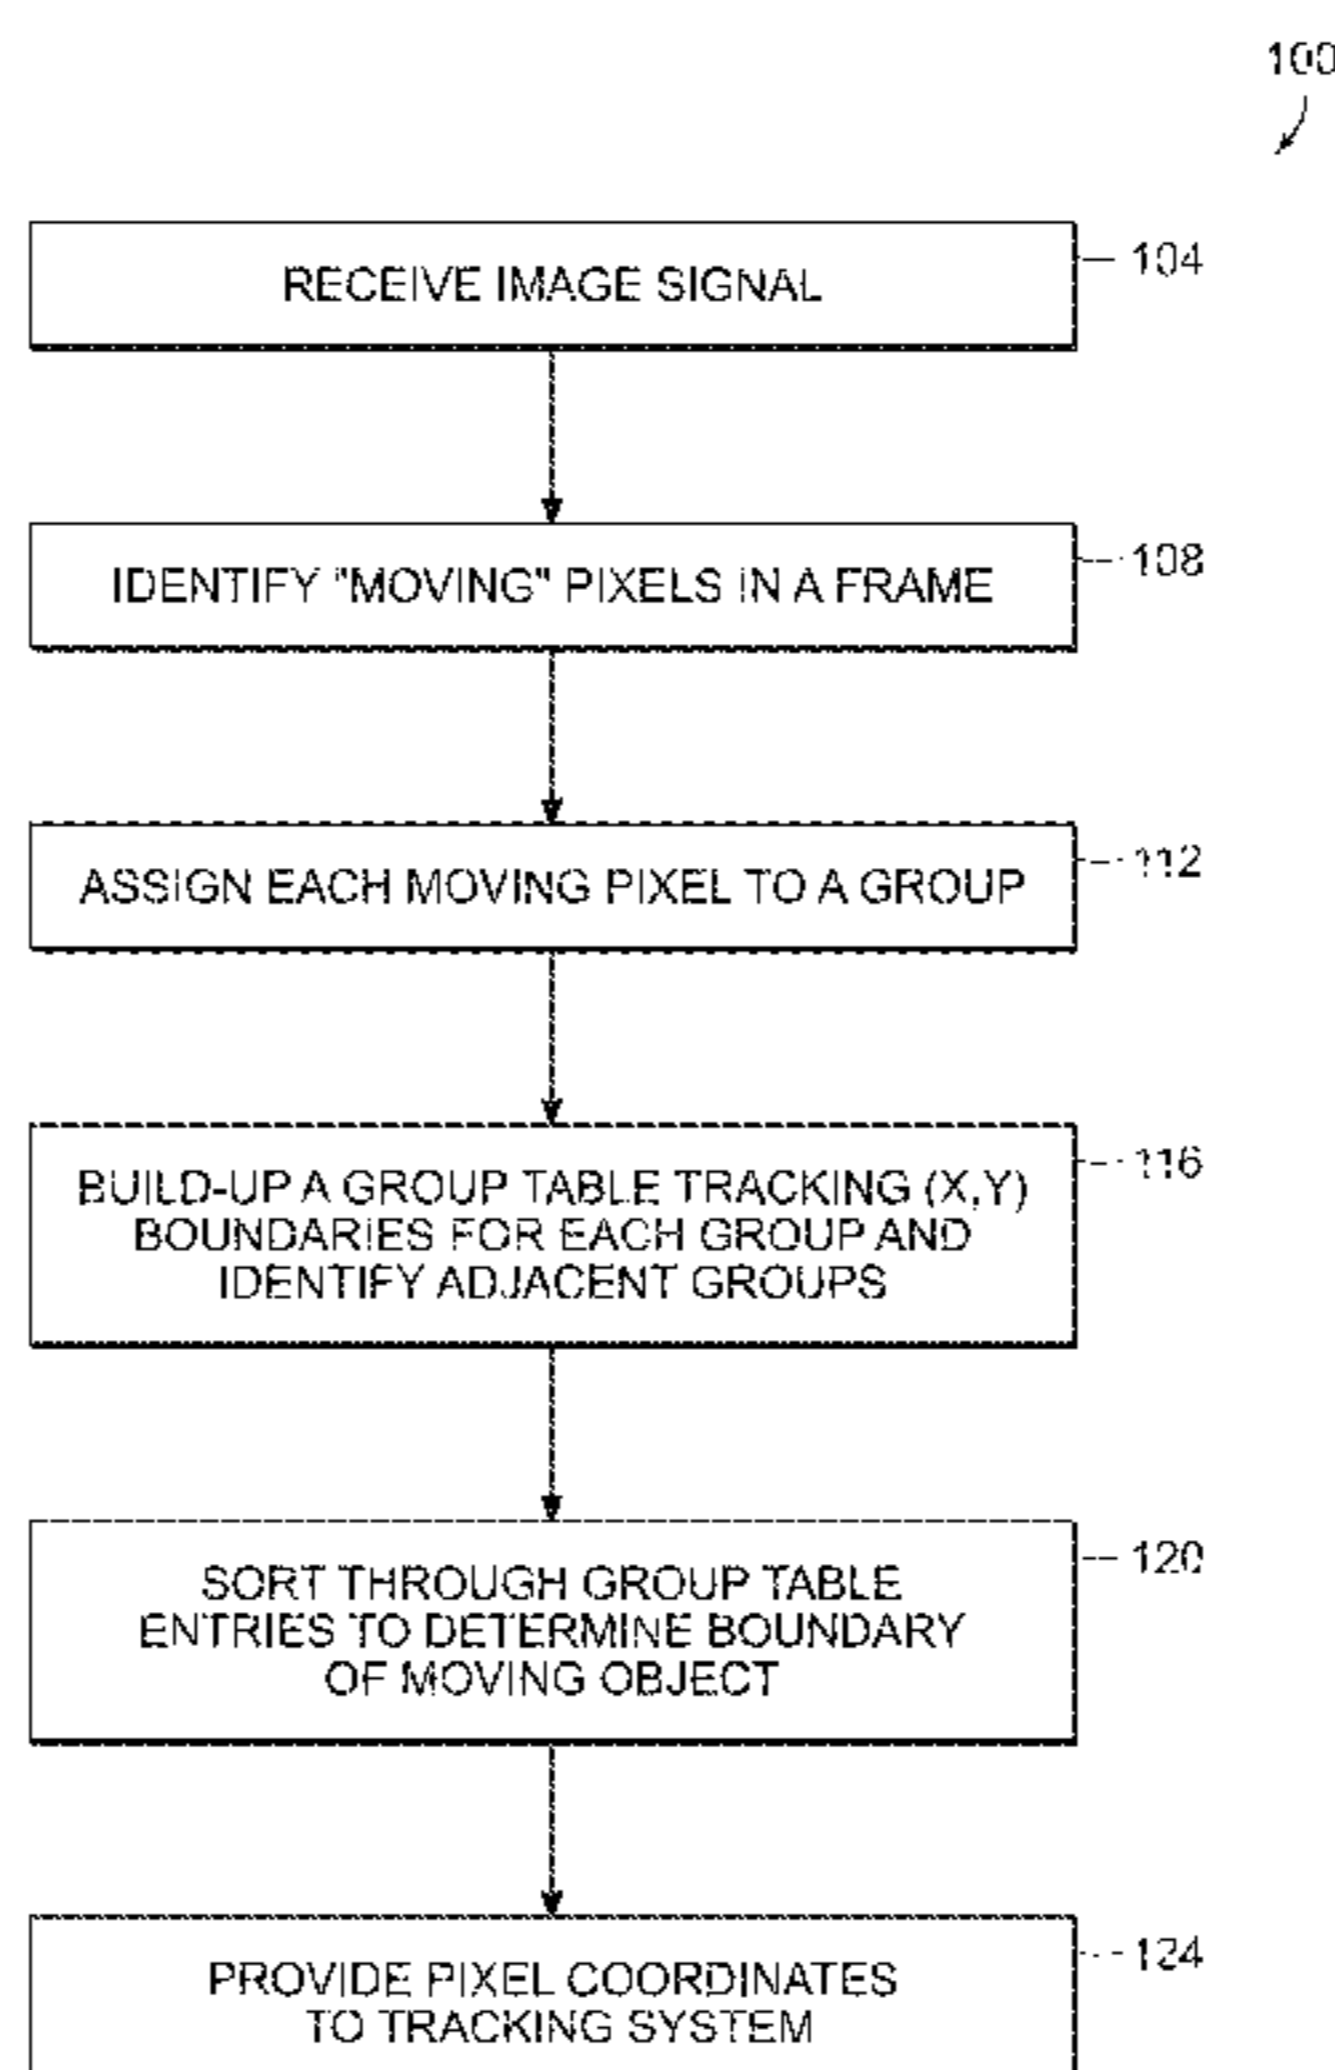 100
RECEIVE IMAGE SIGNAL
104
IDENTIFY "MOVING" PIXELS IN A FRAME
108
ASSIGN EACH MOVING PIXEL TO A GROUP
112
BUILD-UP A GROUP TABLE TRACKING (X,Y)
BOUNDARIES FOR EACH GROUP AND
IDENTIFY ADJACENT GROUPS
116
SORT THROUGH GROUP TABLE
ENTRIES TO DETERMINE BOUNDARY
OF MOVING OBJECT
120
PROVIDE PIXEL COORDINATES
TO TRACKING SYSTEM
124